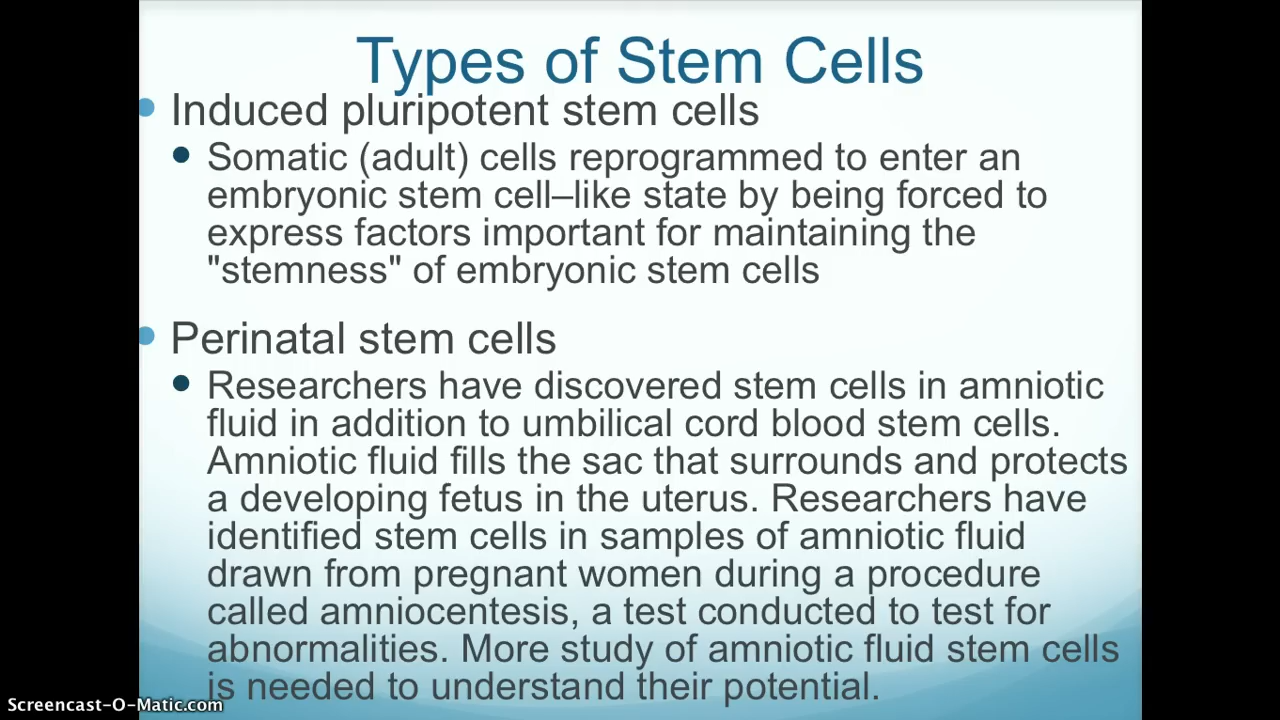 Types of Stem Cells
Induced pluripotent stem cells
Somatic (adult) cells reprogrammed to enter an
embryonic stem cell–like state by being forced to
express factors important for maintaining the
"stemness" of embryonic stem cells
Perinatal stem cells
Researchers have discovered stem cells in amniotic
fluid in addition to umbilical cord blood stem cells.
Amniotic fluid fills the sac that surrounds and protects
a developing fetus in the uterus. Researchers have
identified stem cells in samples of amniotic fluid
drawn from pregnant women during a procedure
called amniocentesis, a test conducted to test for
abnormalities. More study of amniotic fluid stem cells
is needed to understand their potential.
Screencast-O-Matic.com